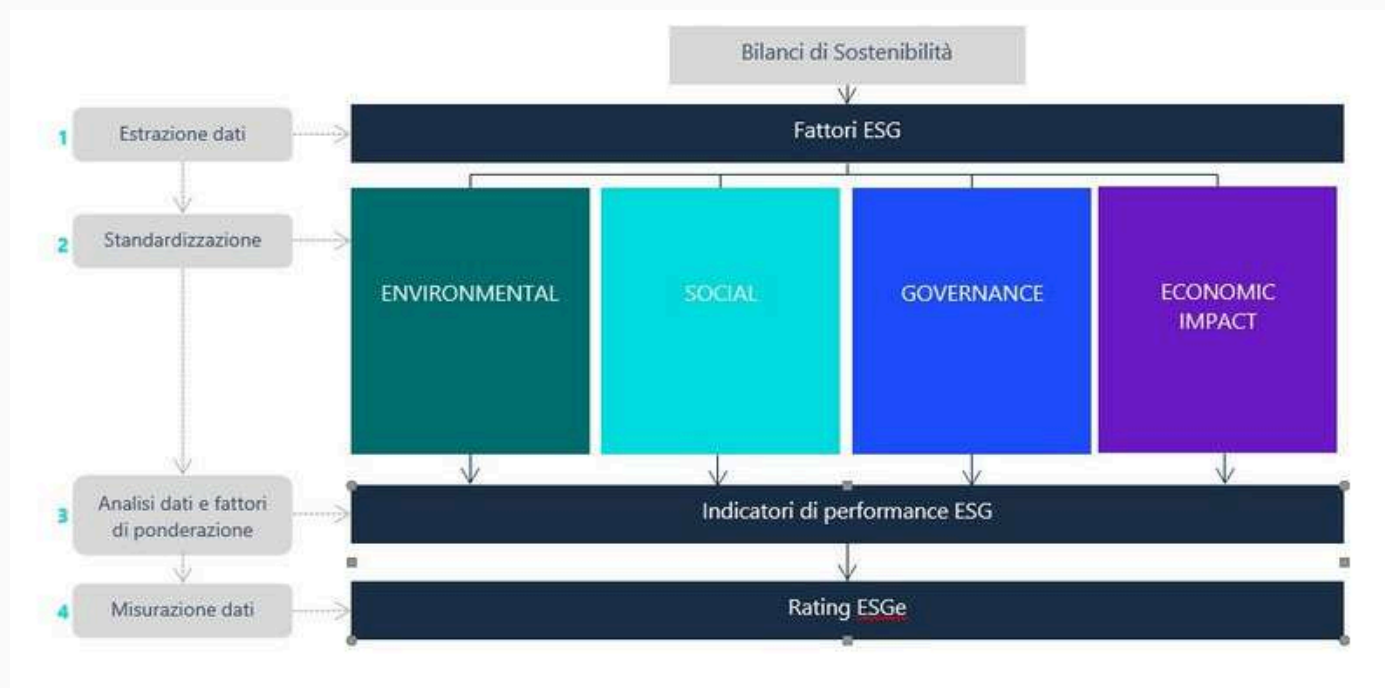 Bilanci di Sostenibilità
1
Estrazione dati
Fattori ESG
2
Standardizzazione
ENVIRONMENTAL
SOCIAL
GOVERNANCE
ECONOMIC
IMPACT
3
Analisi dati e fattori
di ponderazione
Indicatori di performance ESG
4
Misurazione dati
Rating ESGe